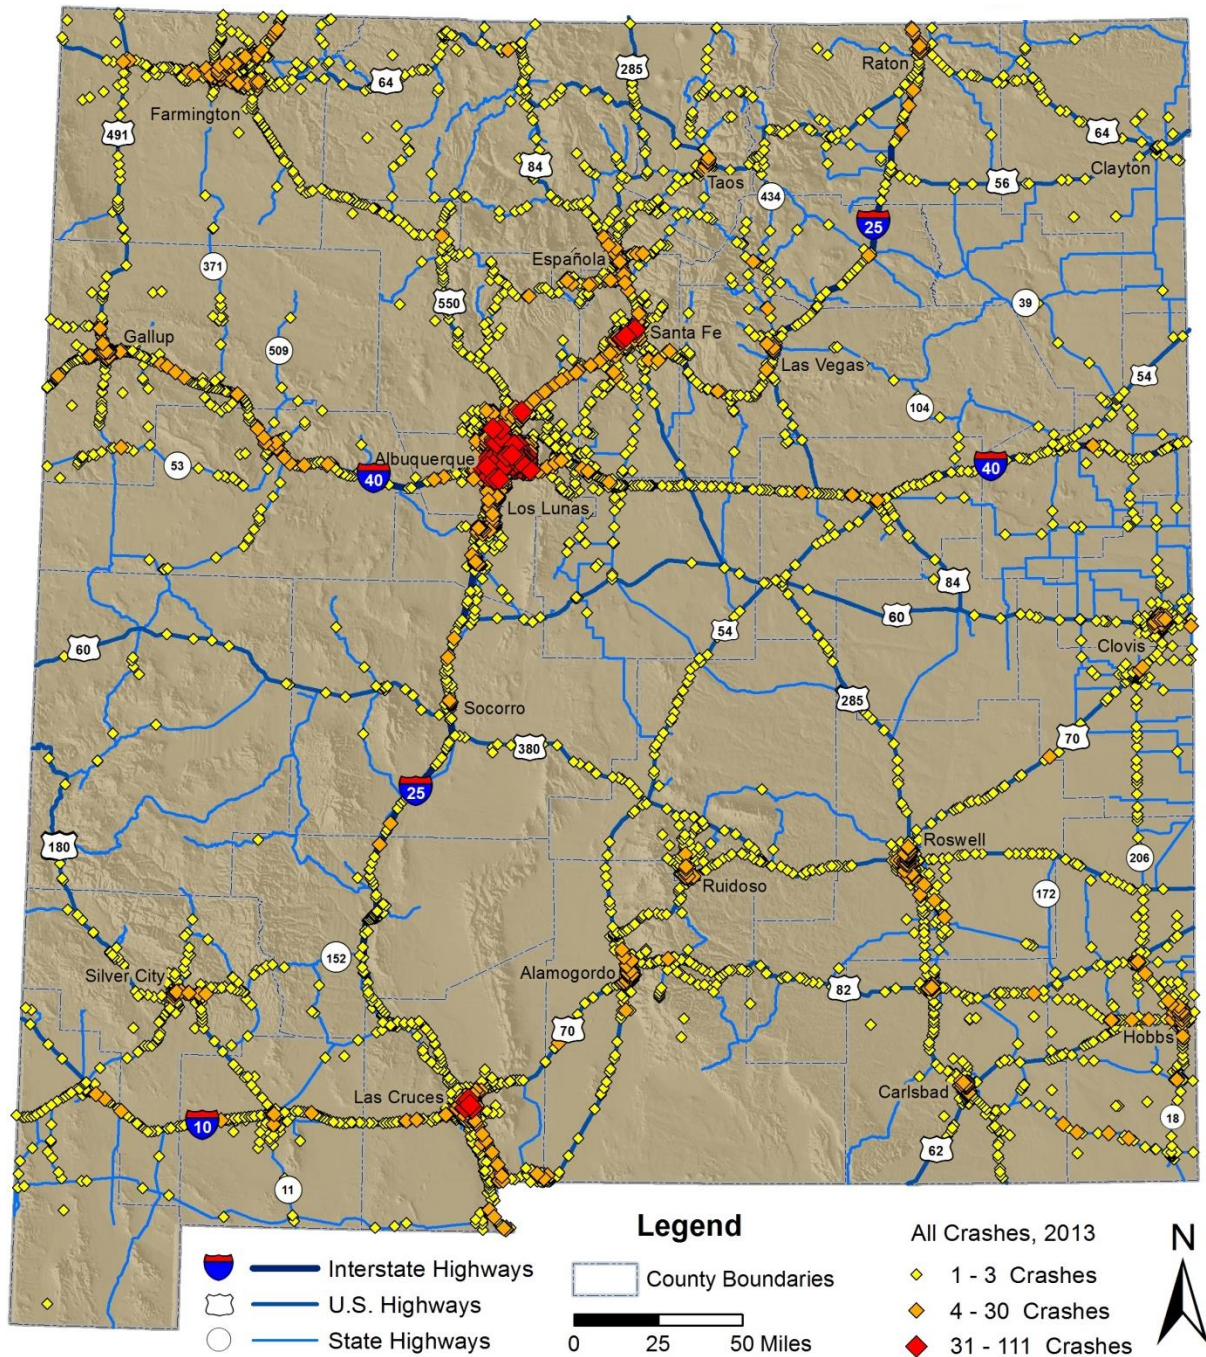 285
Raton
64
Farmington
491
64
84
Clayton
Taos
56
434
25
Española
371
550
39
Santa Fe
Gallup
509
Las Vegas
54
104
Albuquerque
53
40
40
Los Lunas
84
60
54
Clovis
60
285
Socorro
70
380
25
180
Roswell
206
Ruidoso
172
152
Silver City
Alamogordo
82
70
Hobbs
Carlsbad
Las Cruces
10
18
62
11
Legend
All Crashes, 2013
N
Interstate Highways
County Boundaries
1 - 3 Crashes
U.S. Highways
4 - 30 Crashes
0 25 50 Miles
State Highways
31 - 111 Crashes